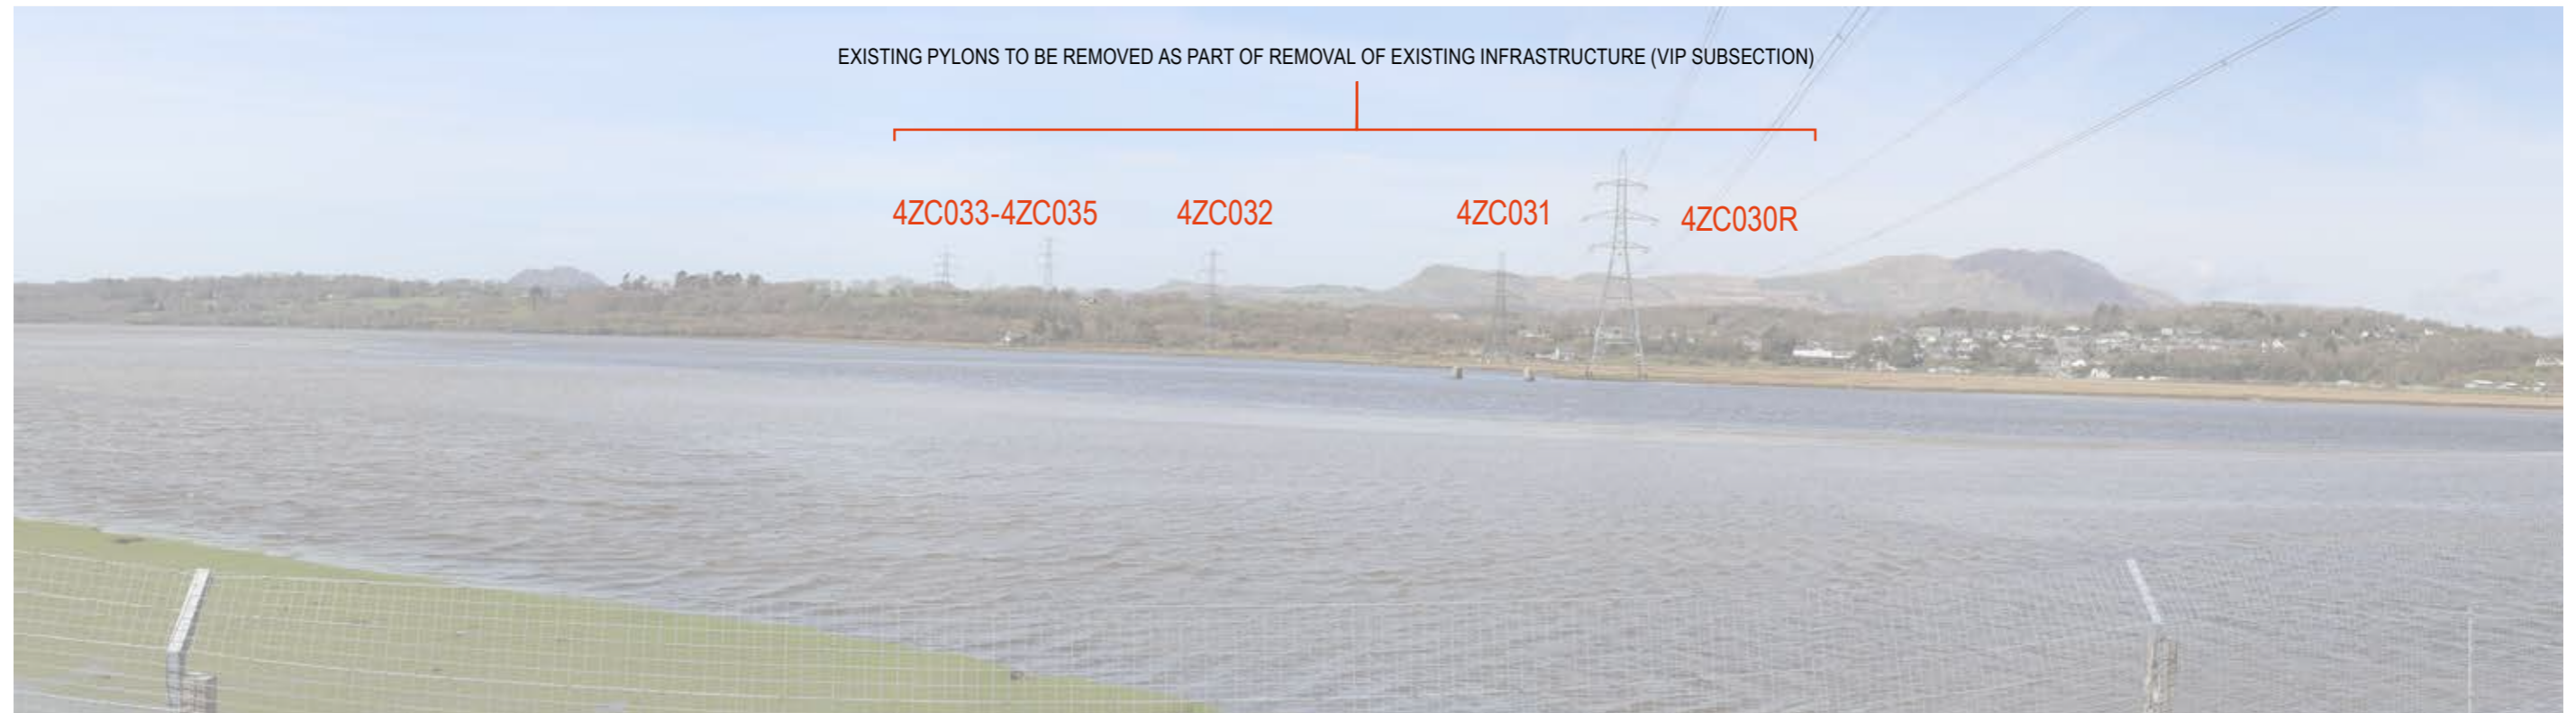 EXISTING PYLONS TO BE REMOVED AS PART OF REMOVAL OF EXISTING INFRASTRUCTURE (VIP SUBSECTION)
4ZC033-4ZC035 4ZC032 4ZC031 4ZC030R